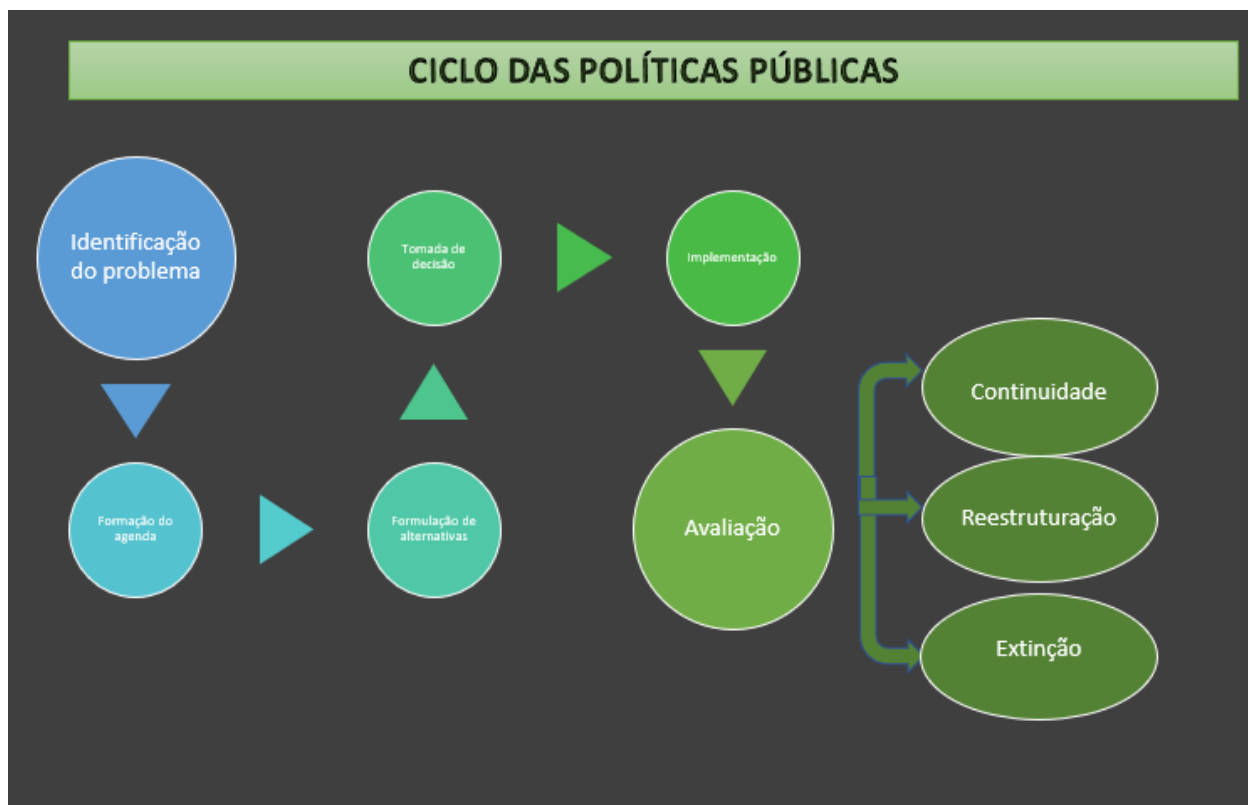 CICLO DAS POLÍTICAS PÚBLICAS
Identificação
do problema
Formação do
agenda
Formulação de
alternativas
Tomada de
decisão
Implementação
Avaliação
Continuidade
Reestruturação
Extinção